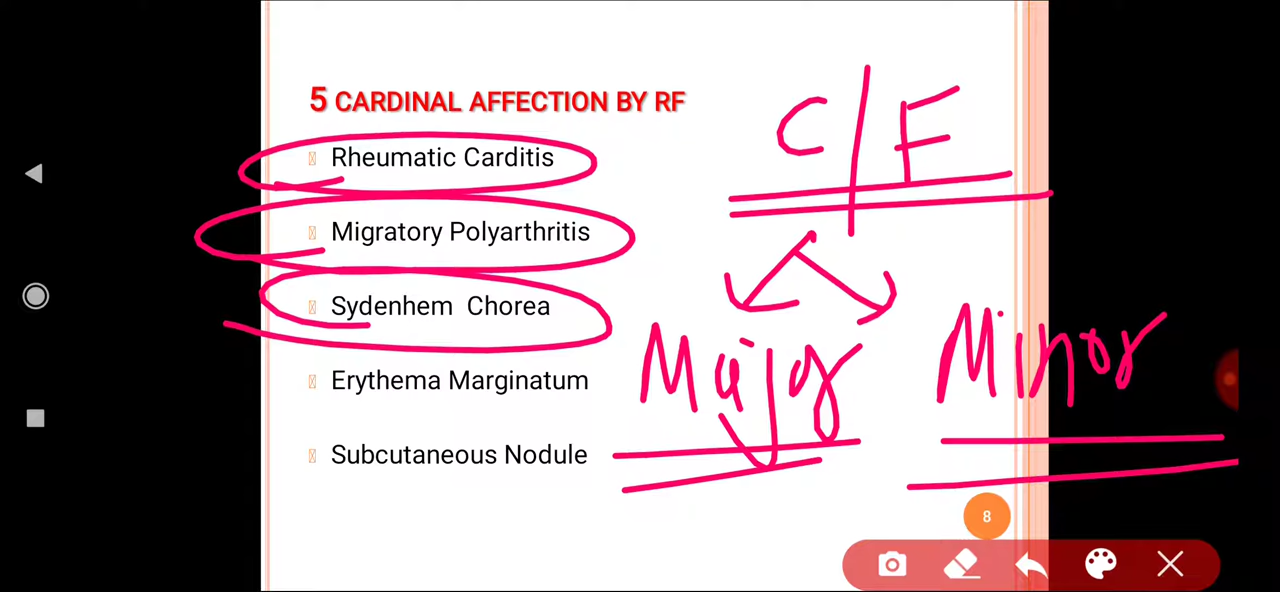 5 CARDINAL AFFECTION BY RF
Rheumatic Carditis
Migratory Polyarthritis
Sydenhem Chorea
Erythema Marginatum
Subcutaneous Nodule
C/F
Major
Minor
8